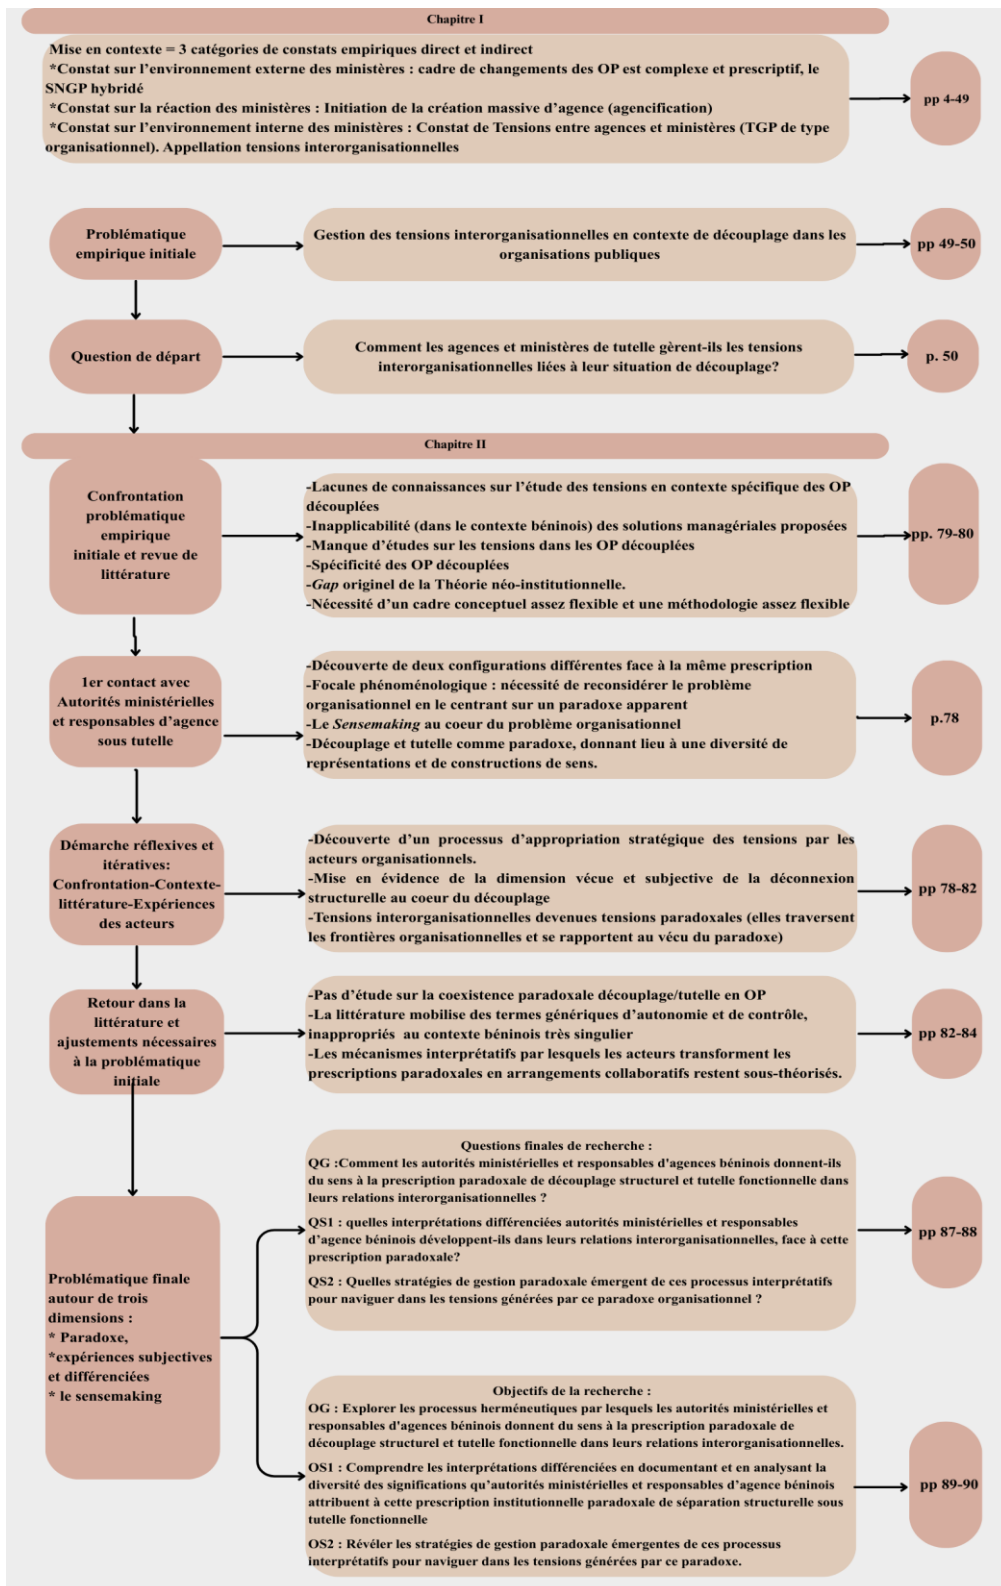 Chapitre I
Mise en contexte = 3 catégories de constats empiriques direct et indirect
*Constat sur l'environnement externe des ministères : cadre de changements des OP est complexe et prescriptif, le
SNGP hybridé
*Constat sur la réaction des ministères : Initiation de la création massive d'agence (agencification)
*Constat sur l'environnement interne des ministères : Constat de Tensions entre agences et ministères (TGP de type
organisationnel). Appellation tensions interorganisationnelles
pp 4-49
Problématique
empirique initiale
Gestion des tensions interorganisationnelles en contexte de découplage dans les
organisations publiques
pp 49-50
Question de départ
Comment les agences et ministères de tutelle gèrent-ils les tensions
interorganisationnelles liées à leur situation de découplage?
p. 50
Chapitre II
Confrontation
problématique
empirique
initiale et revue de
littérature
-Lacunes de connaissances sur l'étude des tensions en contexte spécifique des OP
découplées
-Inapplicabilité (dans le contexte béninois) des solutions managériales proposées
-Manque d'études sur les tensions dans les OP découplées
-Spécificité des OP découplées
-Gap originel de la Théorie néo-institutionnelle.
-Nécessité d'un cadre conceptuel assez flexible et une méthodologie assez flexible
pp. 79-80
1er contact avec
Autorités ministérielles
et responsables d'agence
sous tutelle
-Découverte de deux configurations différentes face à la même prescription
-Focale phénoménologique : nécessité de reconsidérer le problème
organisationnel en le centrant sur un paradoxe apparent
-Le Sensemaking au coeur du problème organisationnel
-Découplage et tutelle comme paradoxe, donnant lieu à une diversité de
représentations et de constructions de sens.
p.78
Démarche réflexives et
itératives:
Confrontation-Contexte-
littérature-Expériences
des acteurs
-Découverte d'un processus d'appropriation stratégique des tensions par les
acteurs organisationnels.
-Mise en évidence de la dimension vécue et subjective de la déconnexion
structurelle au coeur du découplage
-Tensions interorganisationnelles devenues tensions paradoxales (elles traversent
les frontières organisationnelles et se rapportent au vécu du paradoxe)
pp 78-82
Retour dans la
littérature et
ajustements nécessaires
à la problématique
initiale
-Pas d'étude sur la coexistence paradoxale découplage/tutelle en OP
-La littérature mobilise des termes génériques d'autonomie et de contrôle,
inappropriés au contexte béninois très singulier
-Les mécanismes interprétatifs par lesquels les acteurs transforment les
prescriptions paradoxales en arrangements collaboratifs restent sous-théorisés.
pp 82-84
Problématique finale
autour de trois
dimensions :
* Paradoxe,
*expériences subjectives
et différenciées
* le sensemaking
Questions finales de recherche :
QG :Comment les autorités ministérielles et responsables d'agences béninois donnent-ils
du sens à la prescription paradoxale de découplage structurel et tutelle fonctionnelle dans
leurs relations interorganisationnelles ?
QS1 : quelles interprétations différenciées autorités ministérielles et responsables
d'agence béninois développent-ils dans leurs relations interorganisationnelles, face à cette
prescription paradoxale?
QS2 : Quelles stratégies de gestion paradoxale émergent de ces processus interprétatifs
pour naviguer dans les tensions générées par ce paradoxe organisationnel ?
pp 87-88
Objectifs de la recherche :
OG : Explorer les processus herméneutiques par lesquels les autorités ministérielles et
responsables d'agences béninois donnent du sens à la prescription paradoxale de
découplage structurel et tutelle fonctionnelle dans leurs relations interorganisationnelles.
OS1 : Comprendre les interprétations différenciées en documentant et en analysant la
diversité des significations qu'autorités ministérielles et responsables d'agence béninois
attribuent à cette prescription institutionnelle paradoxale de séparation structurelle sous
tutelle fonctionnelle
OS2 : Révéler les stratégies de gestion paradoxale émergentes de ces processus
interprétatifs pour naviguer dans les tensions générées par ce paradoxe.
pp 89-90